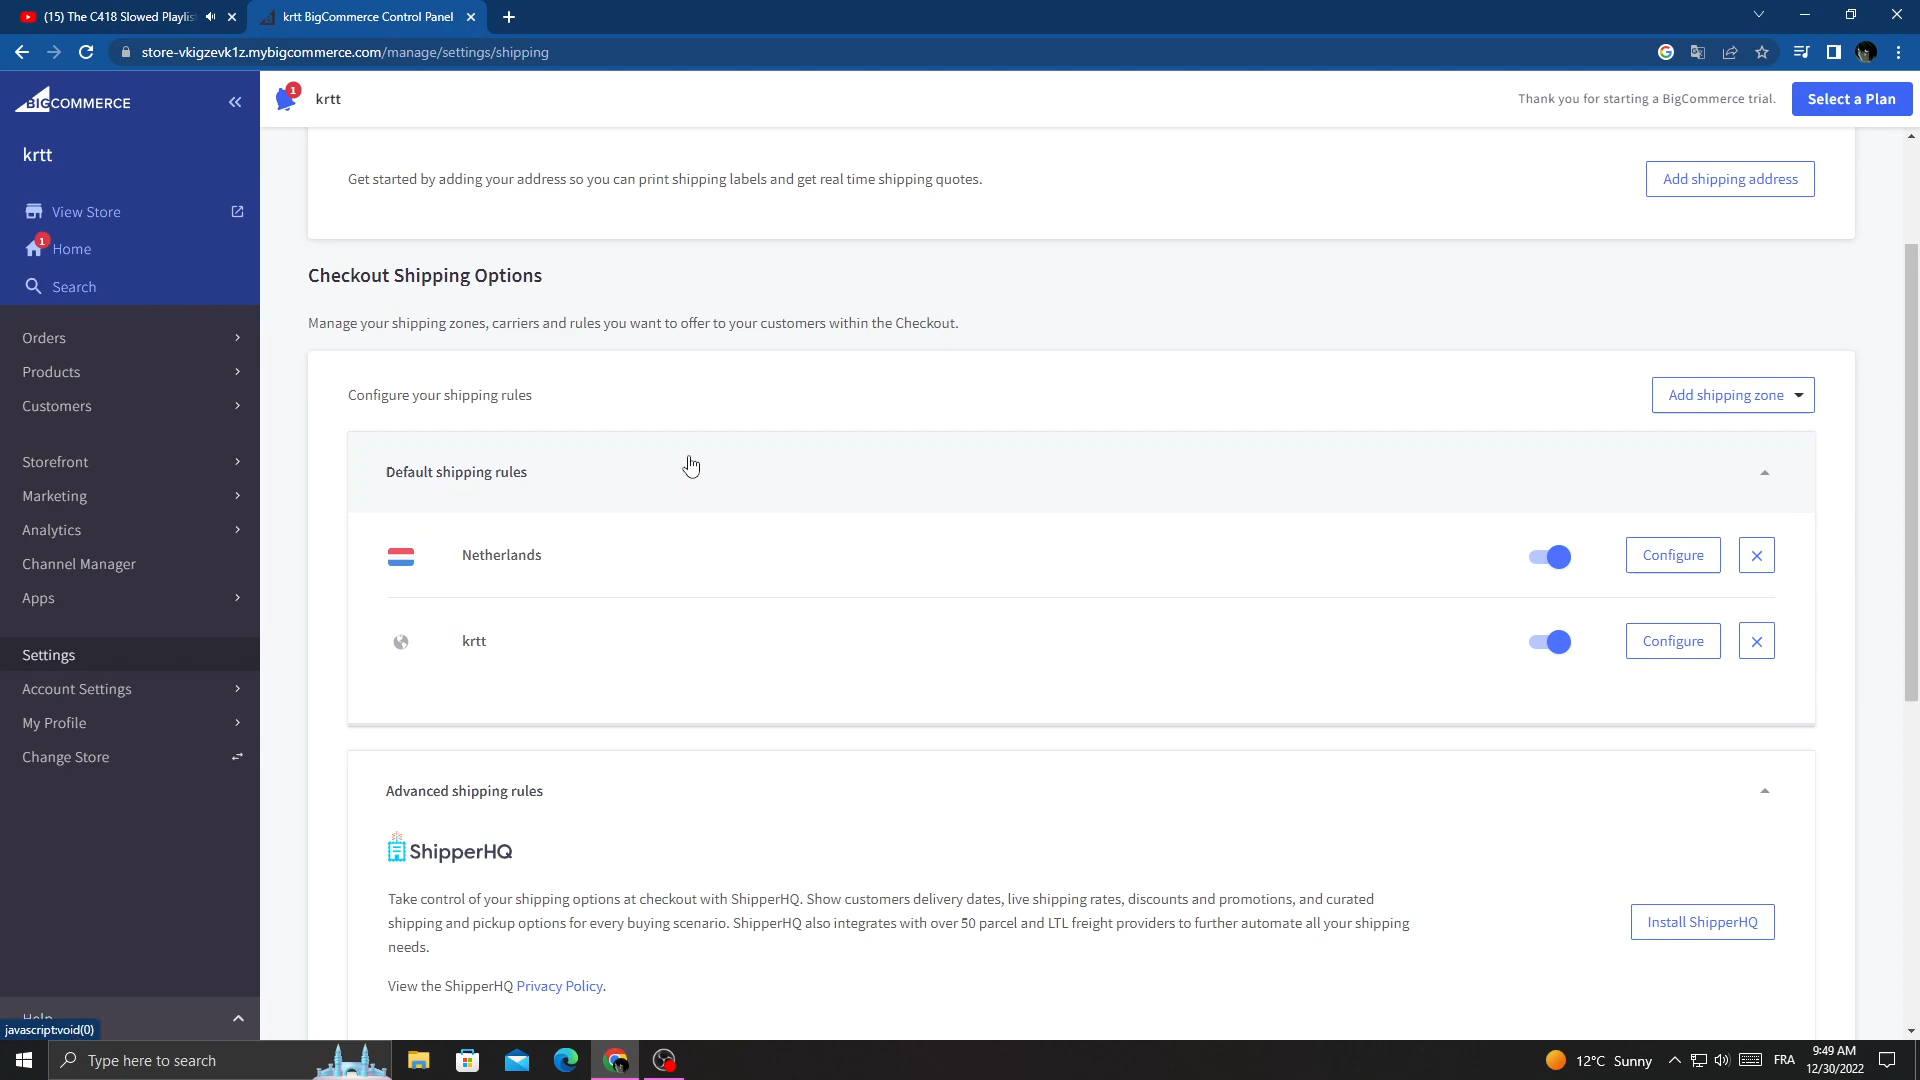 (15) The C418 Slowed Playlis
krtt BigCommerce Control Panel
store-vkigzevk1z.mybigcommerce.com/manage/settings/shipping
BIGCOMMERCE
1
krtt
Thank you for starting a BigCommerce trial.
Select a Plan
krtt
View Store
1
Home
Search
Orders
Products
Customers
Storefront
Marketing
Analytics
Channel Manager
Apps
Settings
Account Settings
My Profile
Change Store
Help
javascript:void(0)
Get started by adding your address so you can print shipping labels and get real time shipping quotes.
Add shipping address
Checkout Shipping Options
Manage your shipping zones, carriers and rules you want to offer to your customers within the Checkout.
Configure your shipping rules
Add shipping zone
Default shipping rules
Netherlands
Configure
krtt
Configure
Advanced shipping rules
ShipperHQ
Take control of your shipping options at checkout with ShipperHQ. Show customers delivery dates, live shipping rates, discounts and promotions, and curated
shipping and pickup options for every buying scenario. ShipperHQ also integrates with over 50 parcel and LTL freight providers to further automate all your shipping
needs.
Install ShipperHQ
View the ShipperHQ Privacy Policy.
Type here to search
12°C Sunny
FRA
9:49 AM
12/30/2022